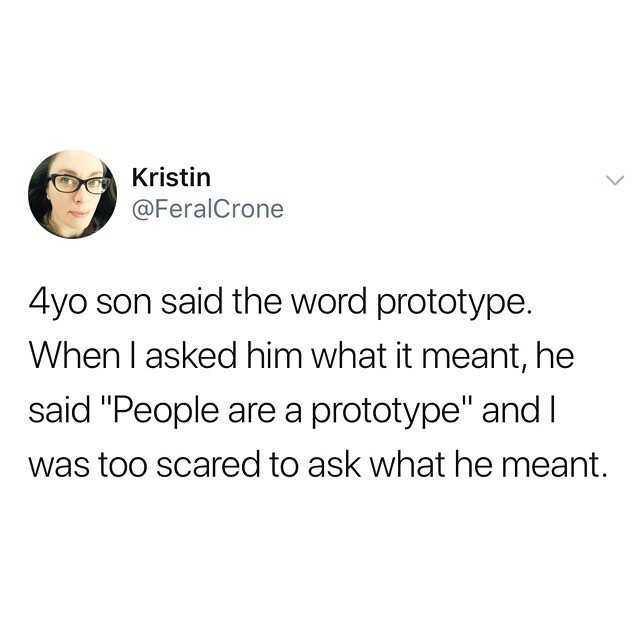 Kristin
@FeralCrone
4yo son said the word prototype.
When I asked him what it meant, he
said "People are a prototype" and I
was too scared to ask what he meant.